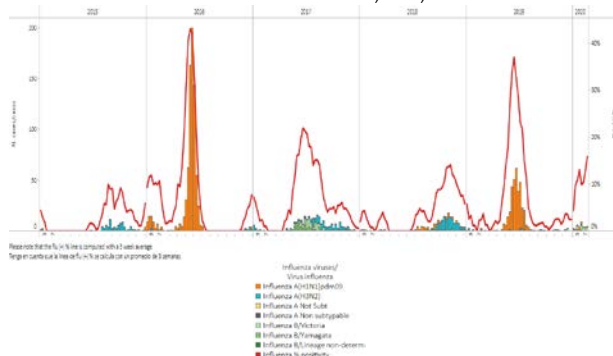 2015 2016 2017 2018 2019 2020
200
150
100
50
0
40%
30%
20%
10%
0%
Please note that the flu (+) % line is computed with a 3 week average.
Tenga en cuenta que la línea de flu (+) % se calcula con un promedio de 3 semanas
Influenza viruses/
Virus influenza
Influenza A(H1N1)pdm09
Influenza A(H3N2)
Influenza A Not Subt
Influenza A Non subtypable
Influenza B/Victoria
Influenza B/Yamagata
Influenza B/Lineage non-determi
Influenza % positivity